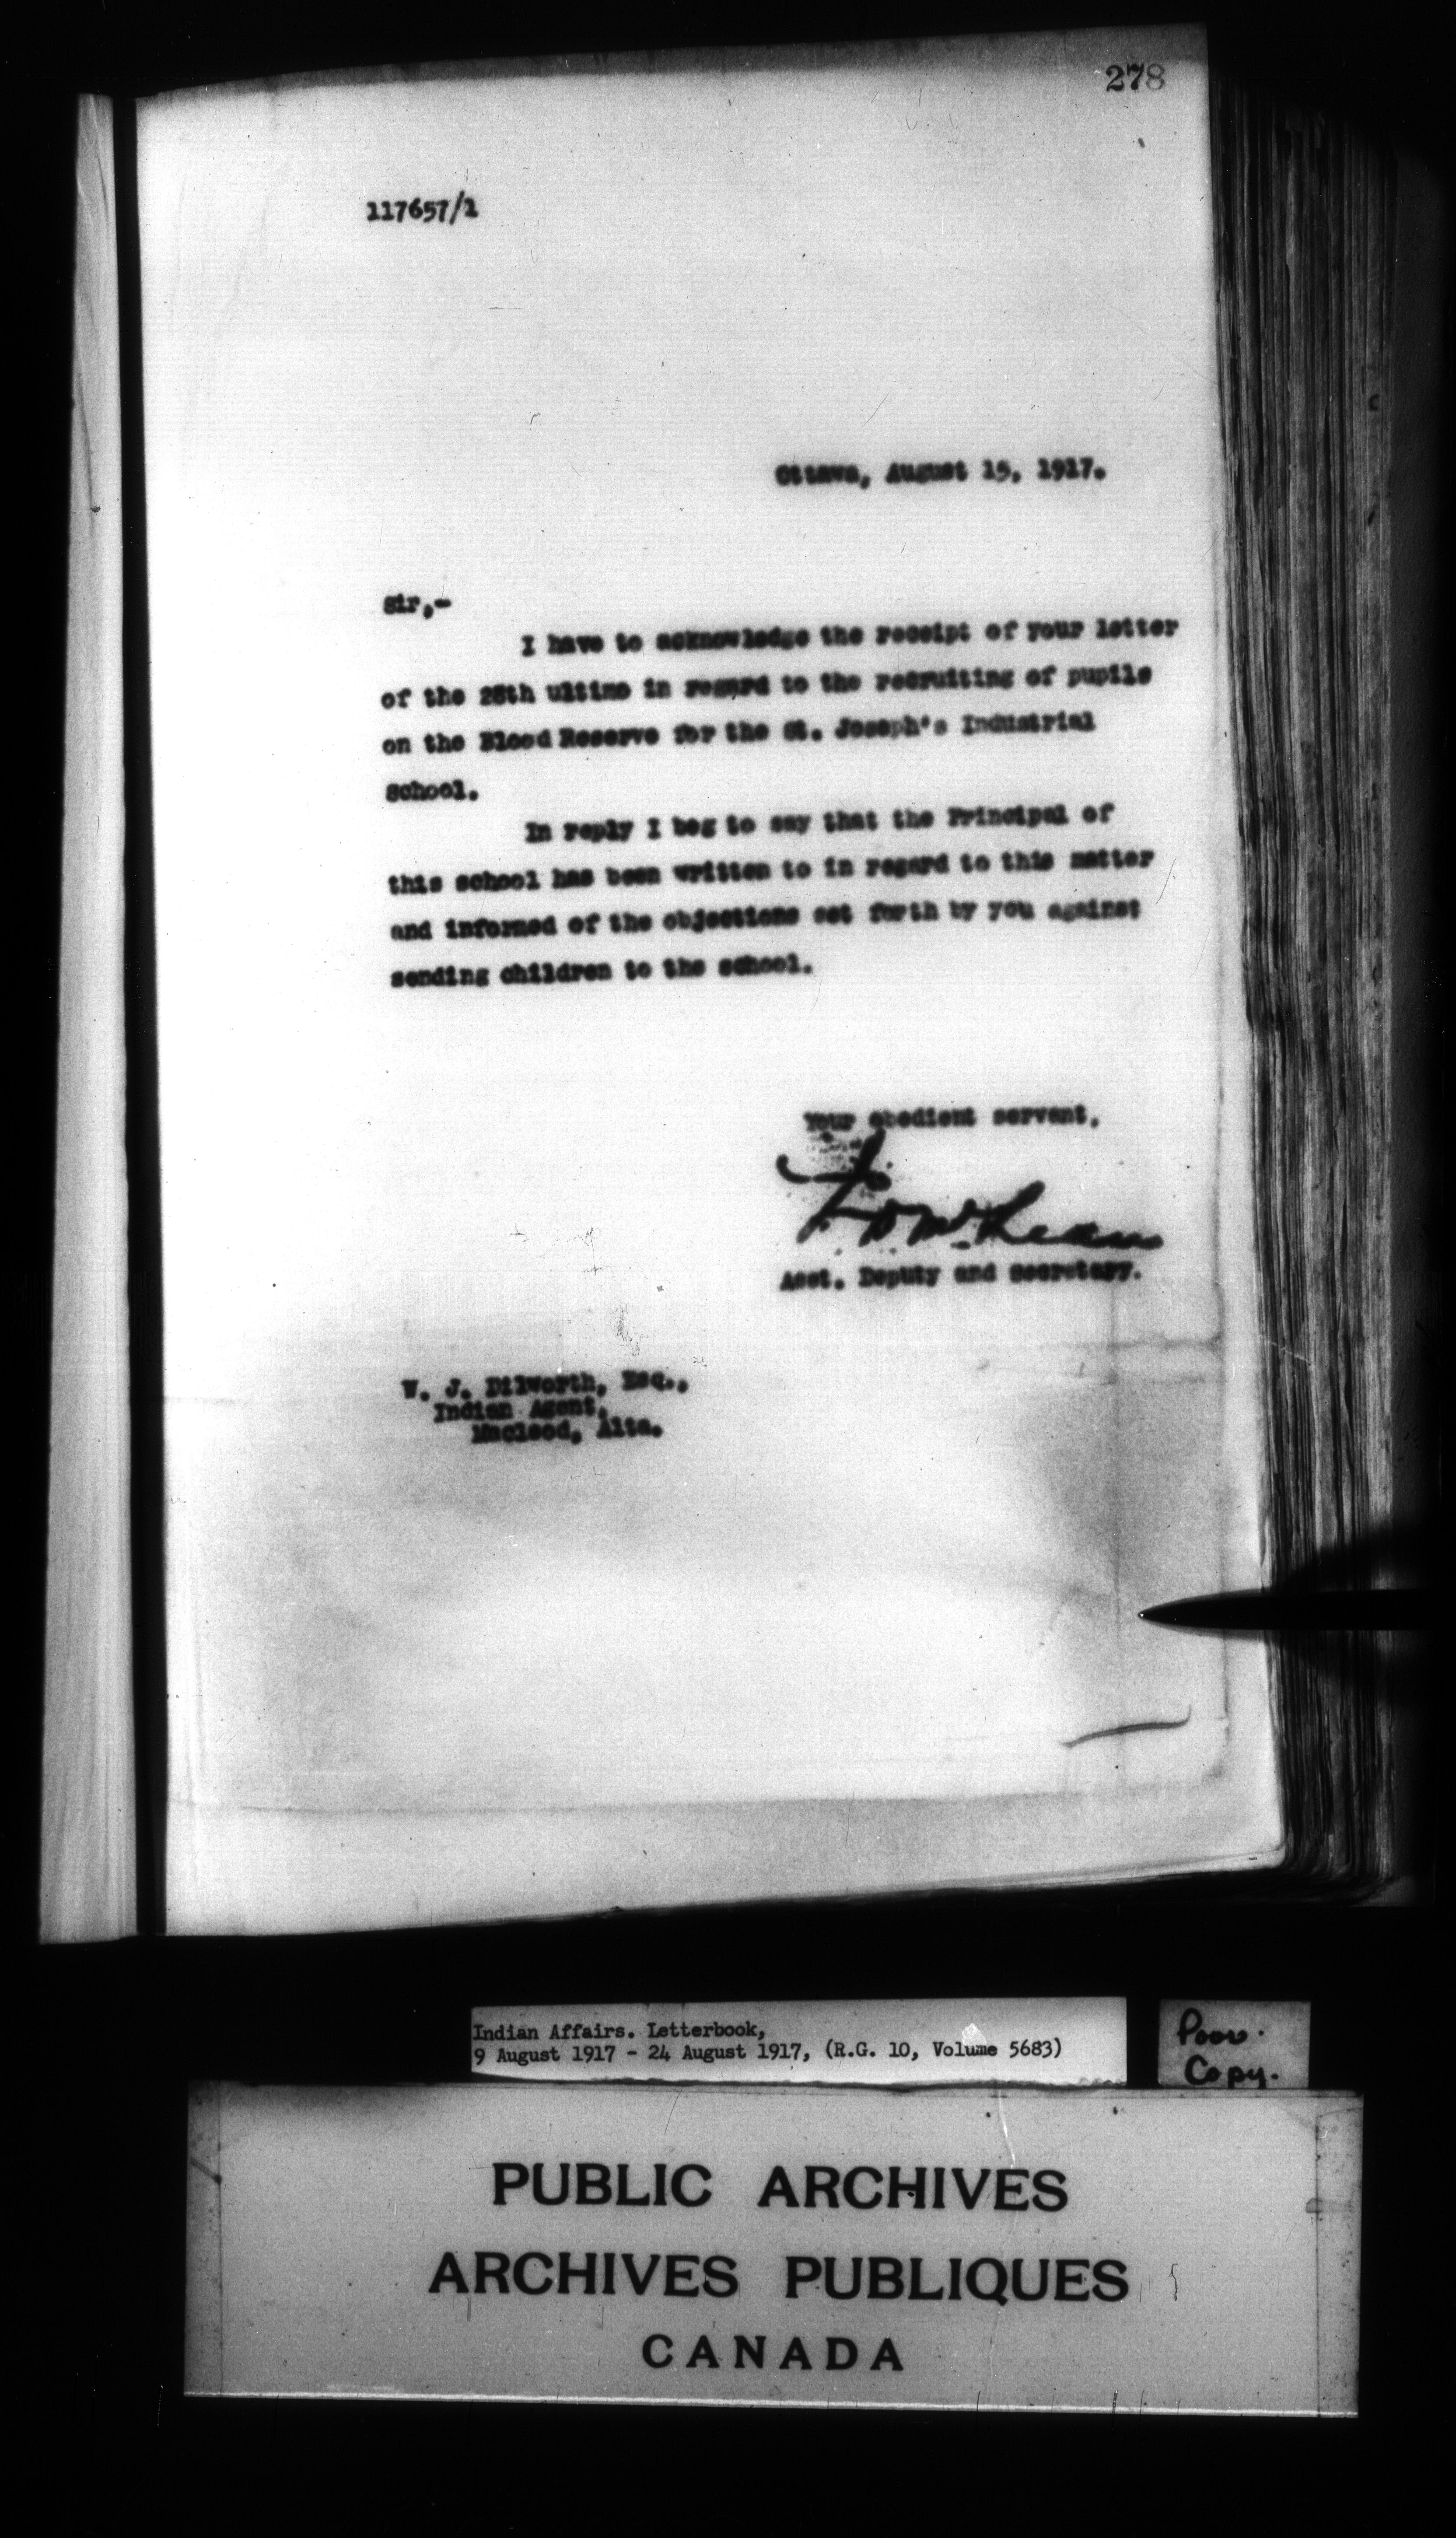 278
117657/1
Ottawa, August 15, 1917.
Sir,-
I have to acknowledge the receipt of your letter
of the 28th ultimo in regard to the recruiting of pupils
on the Blood Reserve for the St. Joseph's Industrial
School.
In reply I beg to say that the Principal of
this school has been written to in regard to this matter
and informed of the objections set forth by you against
sending children to the school.
Your obedient servant,
J. D. McLean
Asst. Deputy and Secretary.
W. J. Dilworth, Esq.,
Indian Agent,
Macleod, Alta.
Indian Affairs. Letterbook,
9 August 1917 - 24 August 1917, (R.G. 10, Volume 5683)
Poor.
Copy.
PUBLIC ARCHIVES
ARCHIVES PUBLIQUES
CANADA